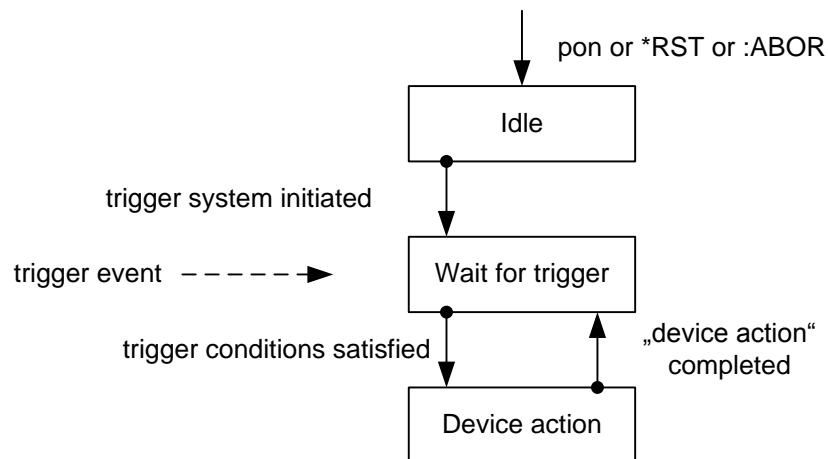 pon or *RST or :ABOR
Idle
trigger system initiated
trigger event
Wait for trigger
trigger conditions satisfied
„device action“
completed
Device action